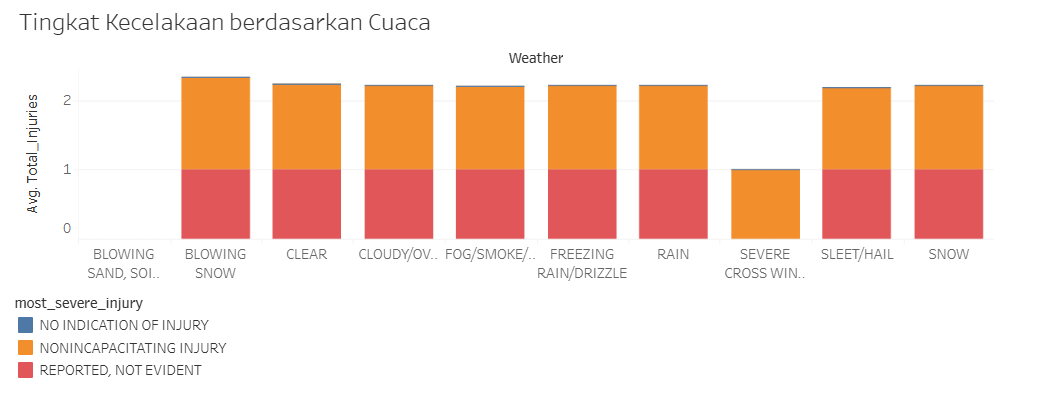 Tingkat Kecelakaan berdasarkan Cuaca
Weather
Avg. Total_Injuries
2
1
0
BLOWING SAND, SOI..
BLOWING SNOW
CLEAR
CLOUDY/OV..
FOG/SMOKE/..
FREEZING RAIN/DRIZZLE
RAIN
SEVERE CROSS WIN..
SLEET/HAIL
SNOW
most_severe_injury
NO INDICATION OF INJURY
NONINCAPACITATING INJURY
REPORTED, NOT EVIDENT